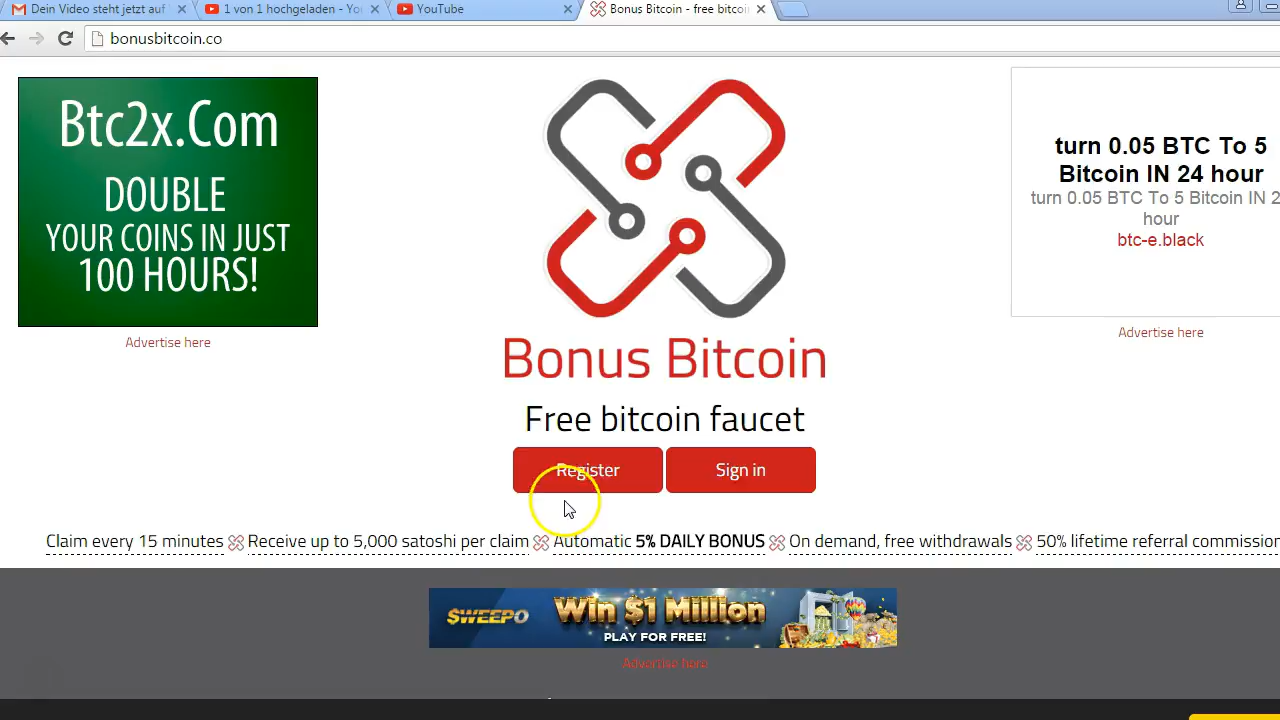 Dein Video steht jetzt auf
1 von 1 hochgeladen - Yo
YouTube
Bonus Bitcoin - free bitcoi
bonusbitcoin.co
Btc2x.Com
DOUBLE
YOUR COINS IN JUST
100 HOURS!
Advertise here
turn 0.05 BTC To 5
Bitcoin IN 24 hour
turn 0.05 BTC To 5 Bitcoin IN 2
hour
btc-e.black
Advertise here
Bonus Bitcoin
Free bitcoin faucet
Register
Sign in
Claim every 15 minutes
Receive up to 5,000 satoshi per claim
Automatic 5% DAILY BONUS
On demand, free withdrawals
50% lifetime referral commission
$WEEPO
Win $1 Million
PLAY FOR FREE!
Advertise here